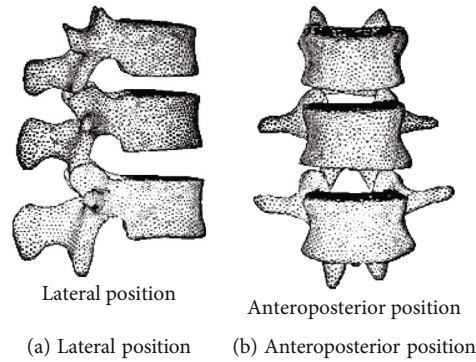 Lateral position
Anteroposterior position
(a) Lateral position
(b) Anteroposterior position